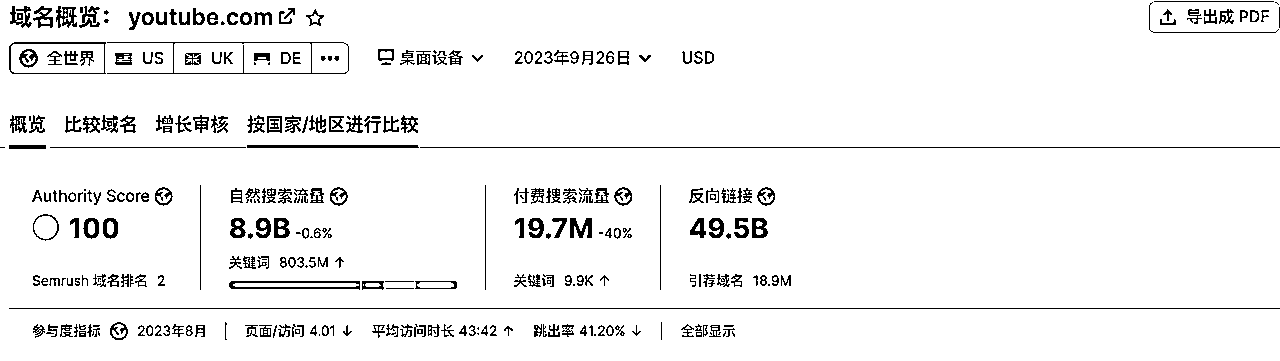 域名概览： youtube.com
导出成 PDF
全世界 US UK DE ••• 桌面设备 2023年9月26日 USD
概览 比较域名 增长审核 按国家/地区进行比较
Authority Score 自然搜索流量 付费搜索流量 反向链接
100 8.9B -0.6% 19.7M -40% 49.5B
关键词 803.5M ↑
Semrush 域名排名 2 关键词 9.9K ↑ 引荐域名 18.9M
参与度指标 2023年8月 页面/访问 4.01 ↓ 平均访问时长 43:42 ↑ 跳出率 41.20% ↓ 全部显示